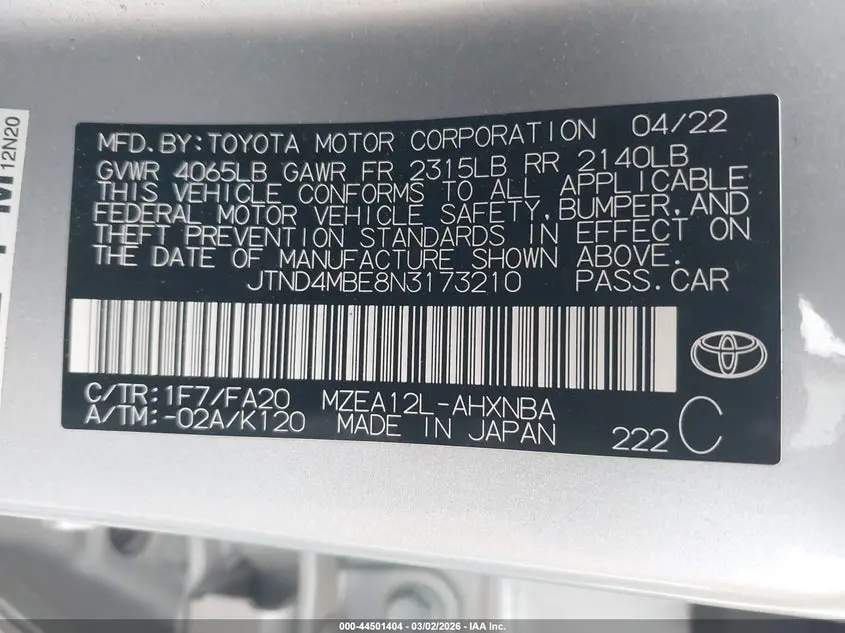 12N20
MFD.BY:TOYOTA MOTOR CORPORATION 04/22
GVWR 4065LB GAWR FR 2315LB RR 2140LB
THIS VEHICLE CONFORMS TO ALL APPLICABLE
FEDERAL MOTOR VEHICLE SAFETY,BUMPER,AND
THEFT PREVENTION STANDARDS IN EFFECT ON
THE DATE OF MANUFACTURE SHOWN ABOVE.
JTND4MBE8N3173210 PASS.CAR
C/TR:1F7/FA20 MZEA12L-AHXNBA
A/TM:-02A/K120 MADE IN JAPAN 222 C
000-44501404 - 03/02/2026 - IAA Inc.